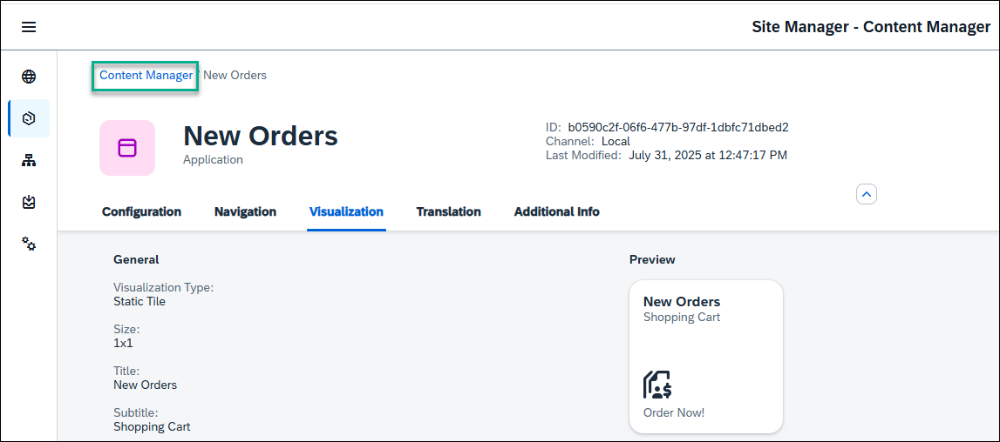 Site Manager - Content Manager
Content Manager / New Orders
New Orders
Application
ID: b0590c2f-06f6-477b-97df-1dbfc71dbed2
Channel: Local
Last Modified: July 31, 2025 at 12:47:17 PM
Configuration Navigation Visualization Translation Additional Info
General
Visualization Type:
Static Tile
Size:
1x1
Title:
New Orders
Subtitle:
Shopping Cart
Preview
New Orders
Shopping Cart
Order Now!